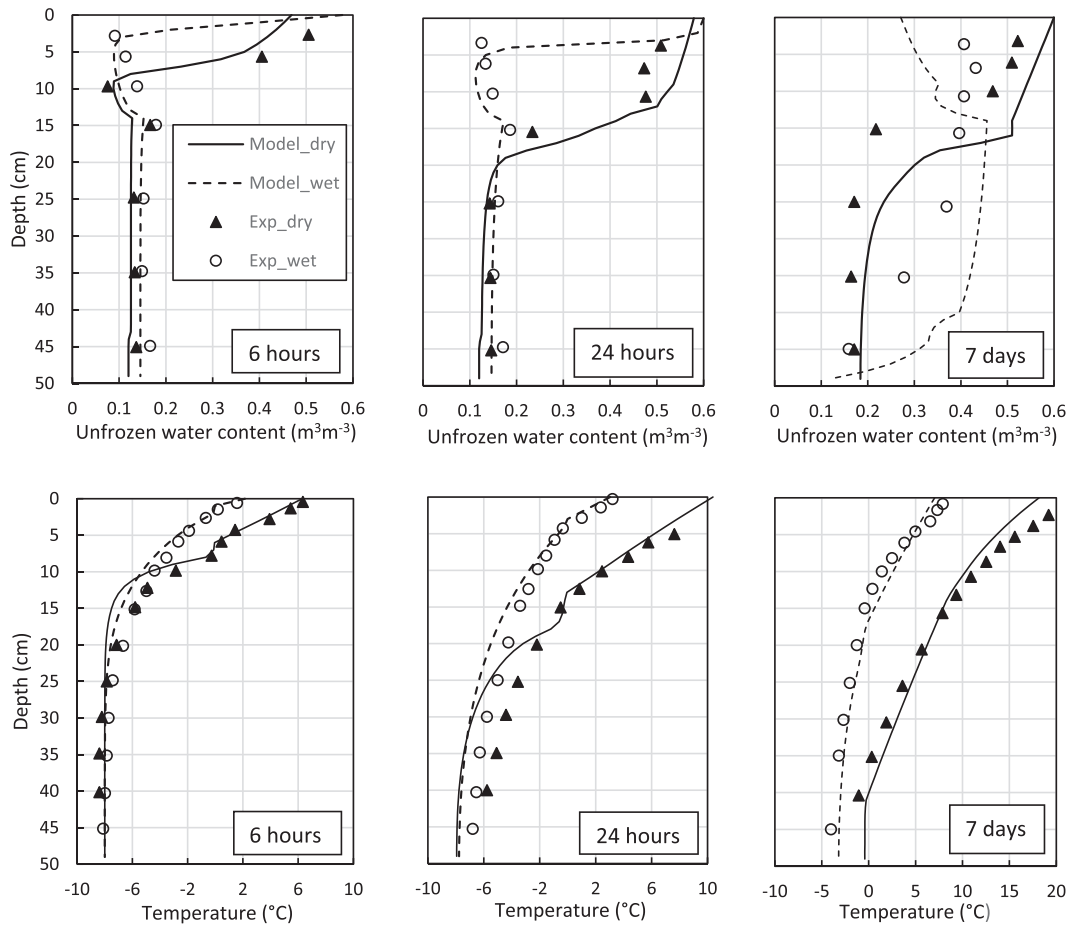 0
5
10
15
20
25
30
35
40
45
50
Depth (cm)
Model_dry
Model_wet
Exp_dry
Exp_wet
6 hours
0 0.1 0.2 0.3 0.4 0.5 0.6
Unfrozen water content (m³m⁻³)
24 hours
0 0.1 0.2 0.3 0.4 0.5 0.6
Unfrozen water content (m³m⁻³)
7 days
0 0.1 0.2 0.3 0.4 0.5 0.6
Unfrozen water content (m³m⁻³)
0
5
10
15
20
25
30
35
40
45
50
Depth (cm)
6 hours
-10 -6 -2 2 6 10
Temperature (°C)
24 hours
-10 -6 -2 2 6 10
Temperature (°C)
7 days
-10 -5 0 5 10 15 20
Temperature (°C)